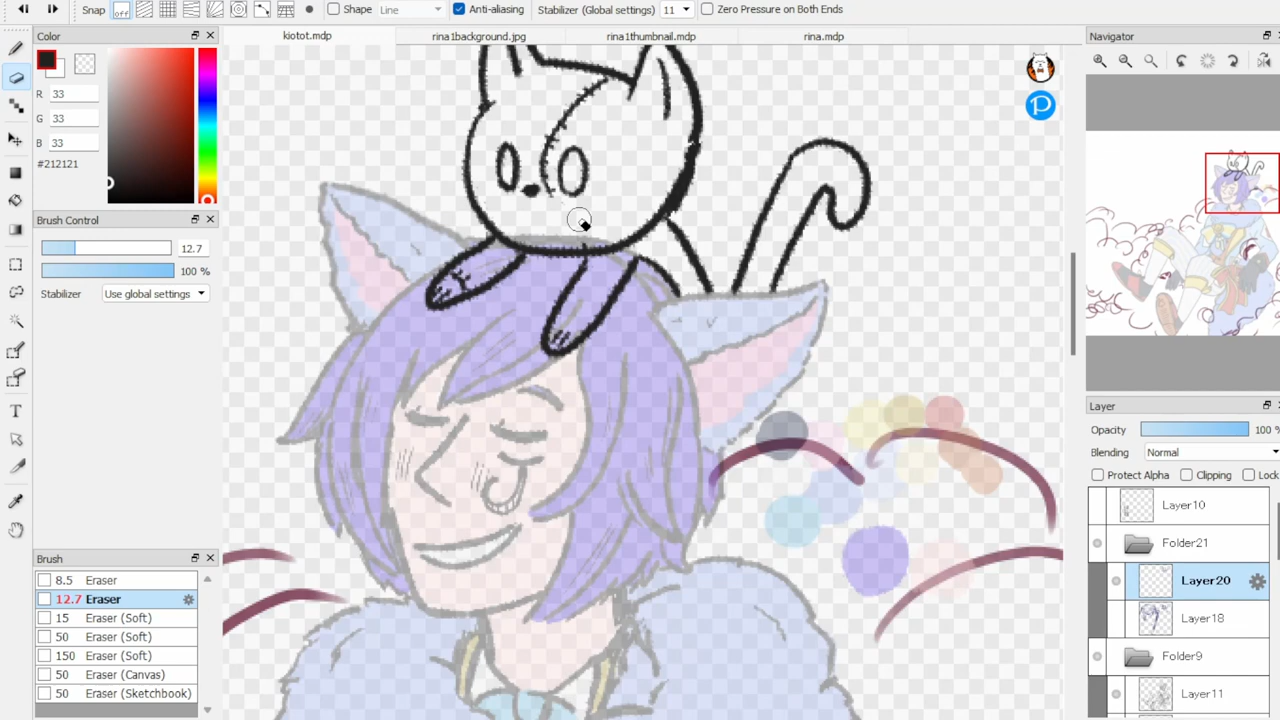 Snap
Shape
Line
Anti-aliasing
Stabilizer (Global settings)
11
Zero Pressure on Both Ends
Color
kiotot.mdp
rina1background.jpg
rina1thumbnail.mdp
rina.mdp
Navigator
R 33
G 33
B 33
#212121
Brush Control
12.7
100 %
Stabilizer
Use global settings
Layer
Opacity
100 %
Blending
Normal
Protect Alpha
Clipping
Lock
Layer10
Folder21
Layer20
Layer18
Folder9
Layer11
Brush
8.5 Eraser
12.7 Eraser
15 Eraser (Soft)
50 Eraser (Soft)
150 Eraser (Soft)
50 Eraser (Canvas)
50 Eraser (Sketchbook)